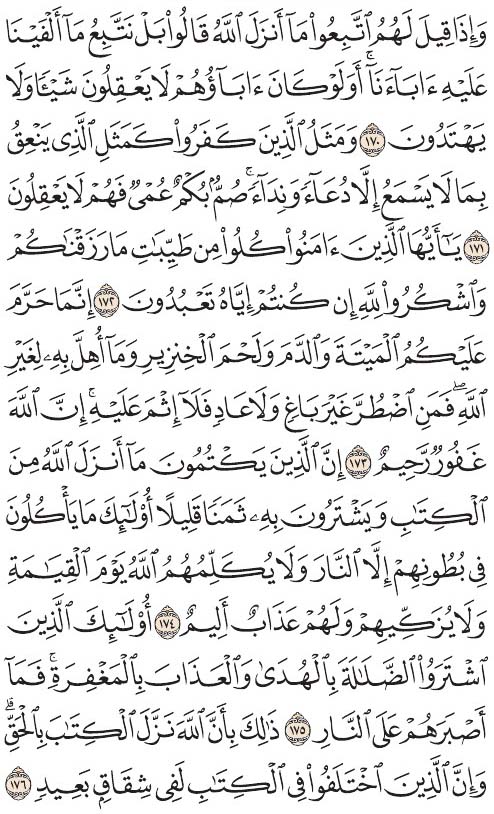 وَإِذَا قِيلَ لَهُمُ ٱتَّبِعُوا۟ مَآ أَنزَلَ ٱللَّهُ قَالُوا۟ بَلْ نَتَّبِعُ مَآ أَلْفَيْنَا
عَلَيْهِ ءَابَآءَنَآۗ أَوَلَوْ كَانَ ءَابَآؤُهُمْ لَا يَعْقِلُونَ شَيْـًٔا وَلَا
يَهْتَدُونَ ١٧٠ وَمَثَلُ ٱلَّذِينَ كَفَرُوا۟ كَمَثَلِ ٱلَّذِى يَنْعِقُ
بِمَا لَا يَسْمَعُ إِلَّا دُعَآءً وَنِدَآءًۚ صُمٌّۢ بُكْمٌ عُمْىٌ فَهُمْ لَا يَعْقِلُونَ
١٧١ يَـٰٓأَيُّهَا ٱلَّذِينَ ءَامَنُوا۟ كُلُوا۟ مِن طَيِّبَـٰتِ مَا رَزَقْنَـٰكُمْ
وَٱشْكُرُوا۟ لِلَّهِ إِن كُنتُمْ إِيَّاهُ تَعْبُدُونَ ١٧٢ إِنَّمَا حَرَّمَ
عَلَيْكُمُ ٱلْمَيْتَةَ وَٱلدَّمَ وَلَحْمَ ٱلْخِنزِيرِ وَمَآ أُهِلَّ بِهِۦ لِغَيْرِ
ٱللَّهِۖ فَمَنِ ٱضْطُرَّ غَيْرَ بَاغٍ وَلَا عَادٍ فَلَآ إِثْمَ عَلَيْهِۚ إِنَّ ٱللَّهَ
غَفُورٌ رَّحِيمٌ ١٧٣ إِنَّ ٱلَّذِينَ يَكْتُمُونَ مَآ أَنزَلَ ٱللَّهُ مِنَ
ٱلْكِتَـٰبِ وَيَشْتَرُونَ بِهِۦ ثَمَنًا قَلِيلًا أُو۟لَـٰٓئِكَ مَا يَأْكُلُونَ
فِى بُطُونِهِمْ إِلَّا ٱلنَّارَ وَلَا يُكَلِّمُهُمُ ٱللَّهُ يَوْمَ ٱلْقِيَـٰمَةِ
وَلَا يُزَكِّيهِمْ وَلَهُمْ عَذَابٌ أَلِيمٌ ١٧٤ أُو۟لَـٰٓئِكَ ٱلَّذِينَ
ٱشْتَرَوُا۟ ٱلضَّلَـٰلَةَ بِٱلْهُدَىٰ وَٱلْعَذَابَ بِٱلْمَغْفِرَةِۚ فَمَآ
أَصْبَرَهُمْ عَلَى ٱلنَّارِ ١٧٥ ذَٰلِكَ بِأَنَّ ٱللَّهَ نَزَّلَ ٱلْكِتَـٰبَ بِٱلْحَقِّۗ
وَإِنَّ ٱلَّذِينَ ٱخْتَلَفُوا۟ فِى ٱلْكِتَـٰبِ لَفِى شِقَاقٍۭ بَعِيدٍ ١٧٦